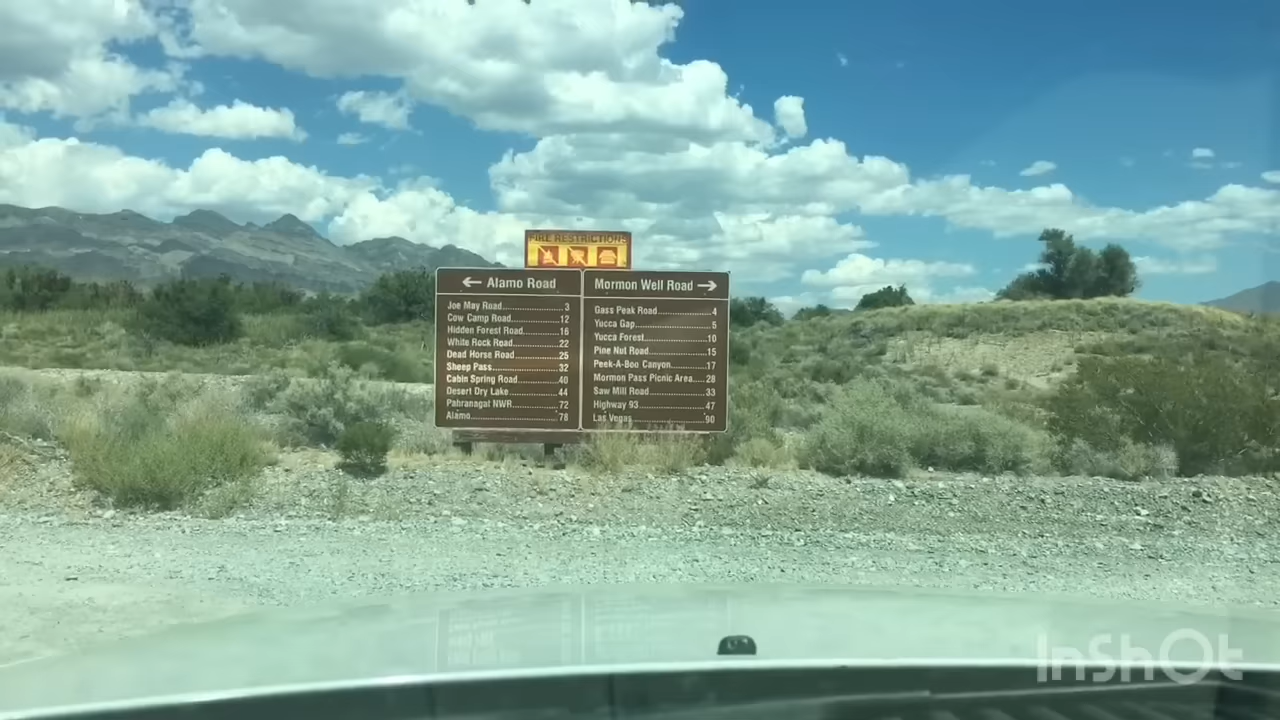 FIRE RESTRICTIONS
← Alamo Road
Joe May Road 3
Cow Camp Road 12
Hidden Forest Road 16
White Rock Road 22
Dead Horse Road 25
Sheep Pass 32
Cabin Spring Road 40
Desert Dry Lake 44
Pahranagat NWR 72
Alamo 78
Mormon Well Road →
Gass Peak Road 4
Yucca Gap 5
Yucca Forest 10
Pine Nut Road 15
Peek-A-Boo Canyon 17
Mormon Pass Picnic Area 28
Saw Mill Road 33
Highway 93 47
Las Vegas 90
InShOt